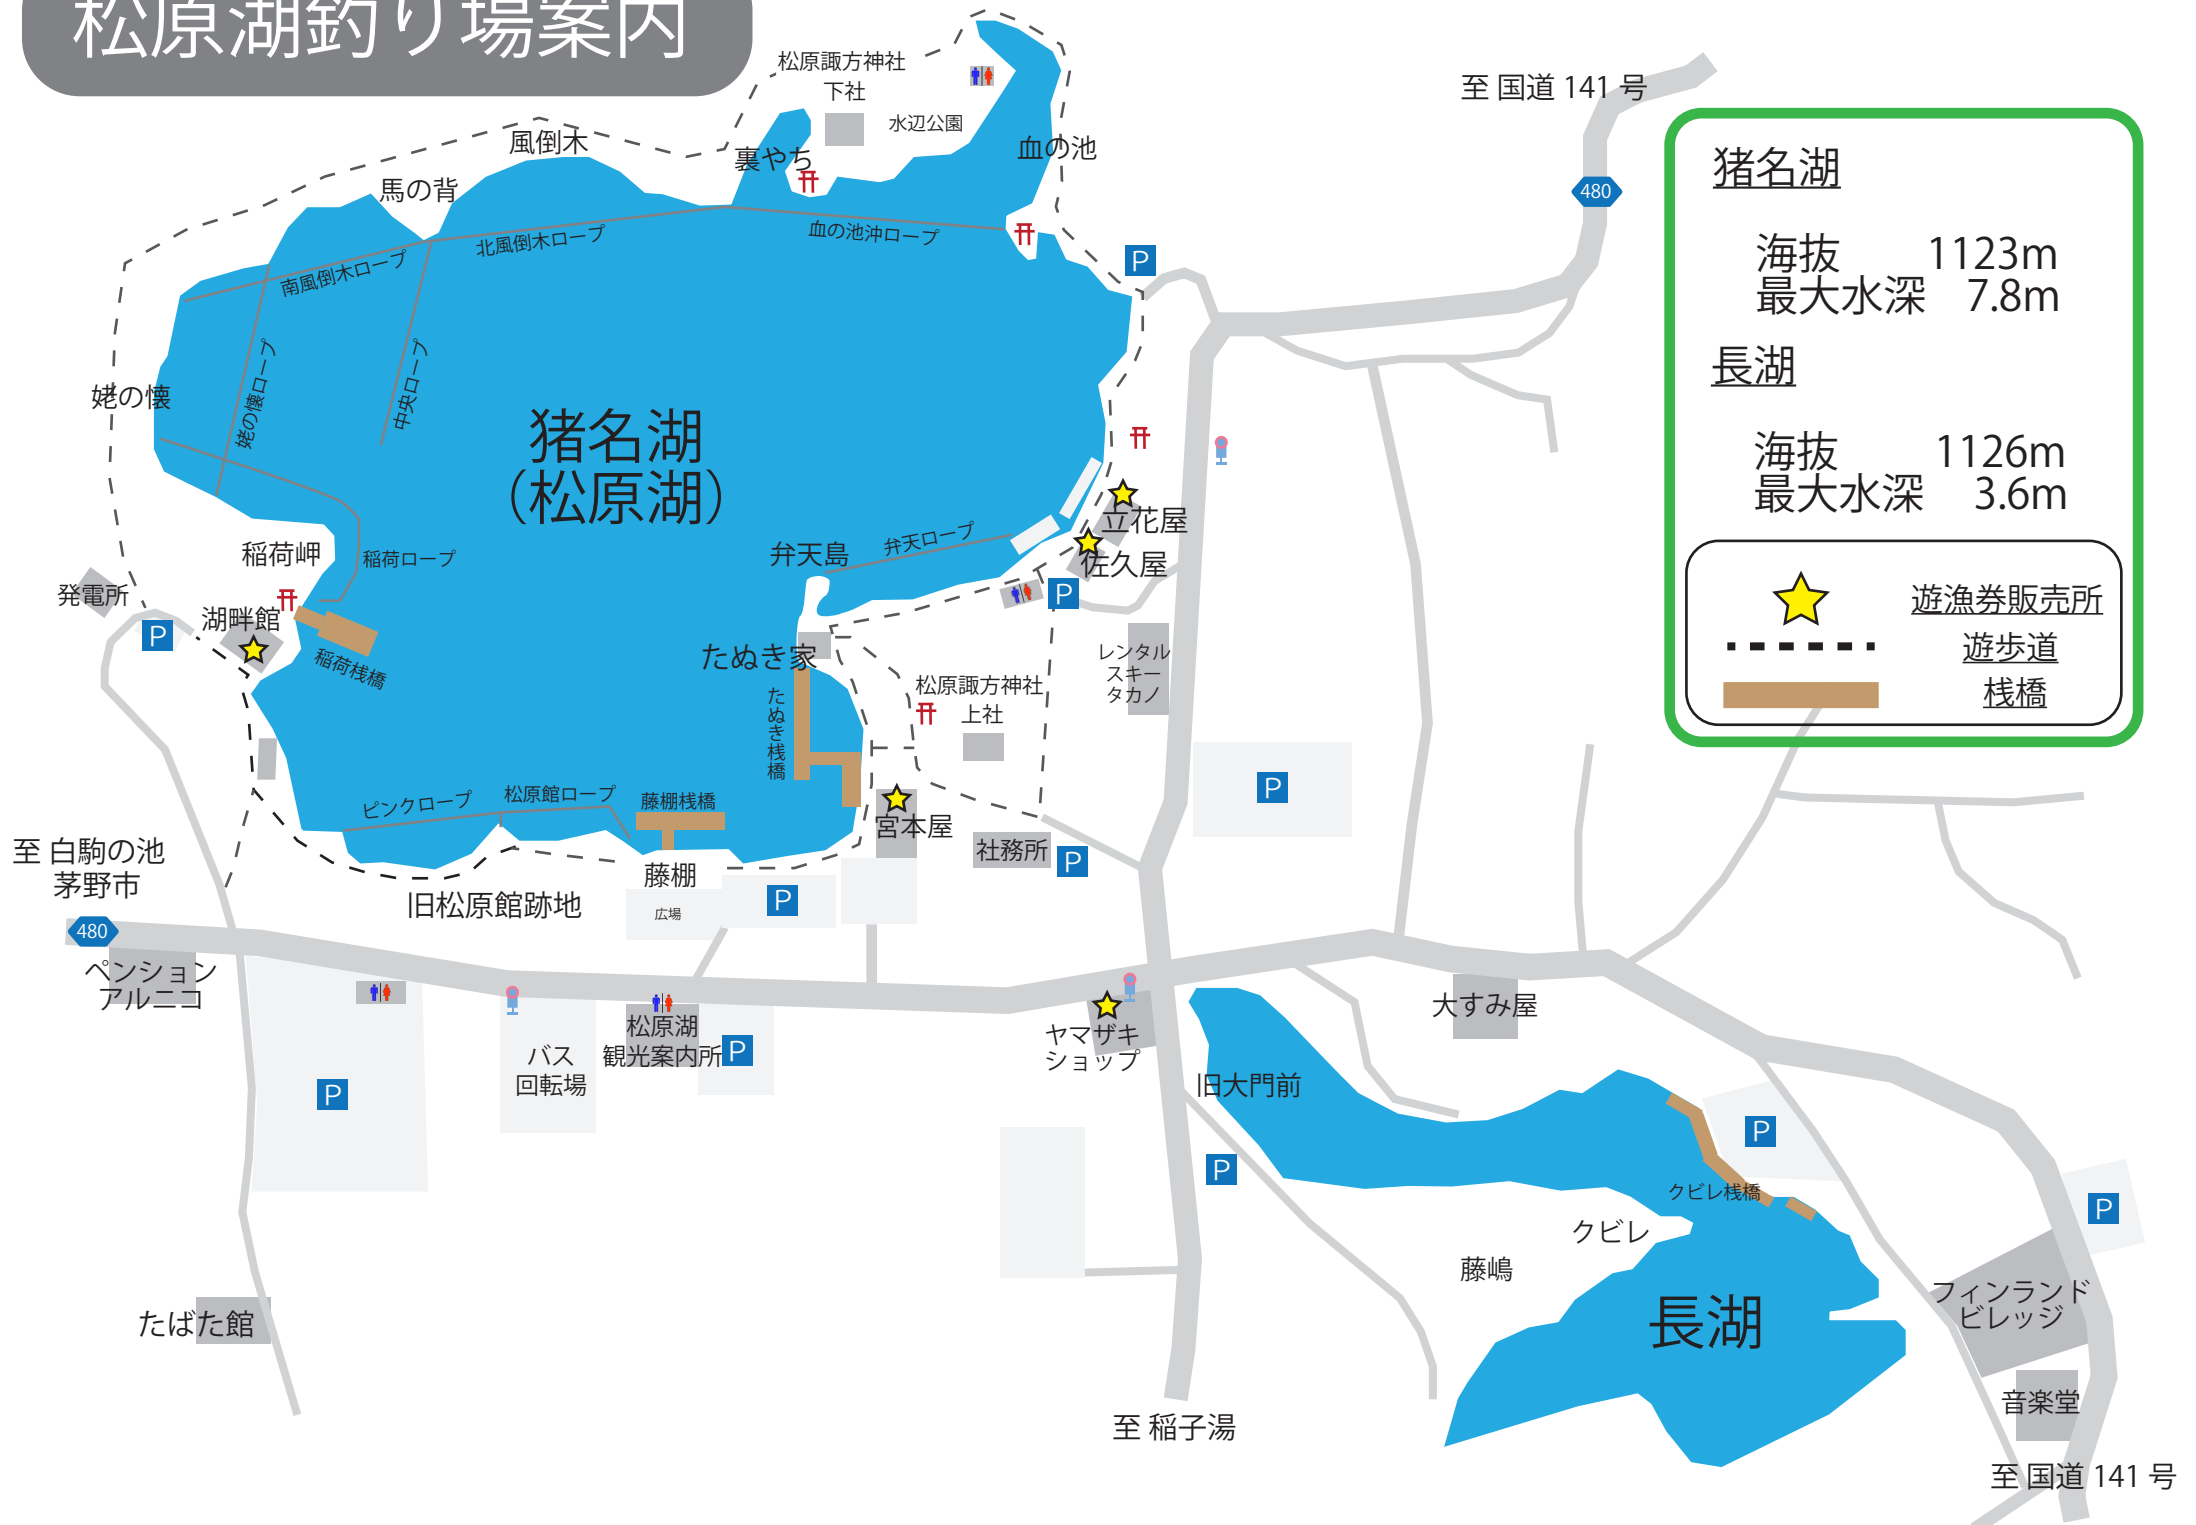 松原湖釣り場案内
松原諏方神社
下社
水辺公園
至 国道 141 号
風倒木
裏やち
血の池
馬の背
480
猪名湖
海抜 1123m
最大水深 7.8m
長湖
海抜 1126m
最大水深 3.6m
遊漁券販売所
遊歩道
桟橋
北風倒木ロープ
血の池沖ロープ
南風倒木ロープ
P
姥の懐
姥の懐ロープ
中央ロープ
猪名湖
（松原湖）
立花屋
佐久屋
弁天島
弁天ロープ
稲荷岬
稲荷ロープ
発電所
湖畔館
P
P
稲荷桟橋
たぬき家
たぬき桟橋
松原諏方神社
上社
レンタル
スキー
タカノ
P
ピンクロープ
松原館ロープ
藤棚桟橋
宮本屋
社務所
P
至 白駒の池
茅野市
藤棚
旧松原館跡地
広場
P
480
ペンション
アルニコ
P
バス
回転場
松原湖
観光案内所
P
ヤマザキ
ショップ
大すみ屋
旧大門前
P
P
クビレ桟橋
クビレ
藤嶋
長湖
P
フィンランド
ビレッジ
たばた館
音楽堂
至 稲子湯
至 国道 141 号